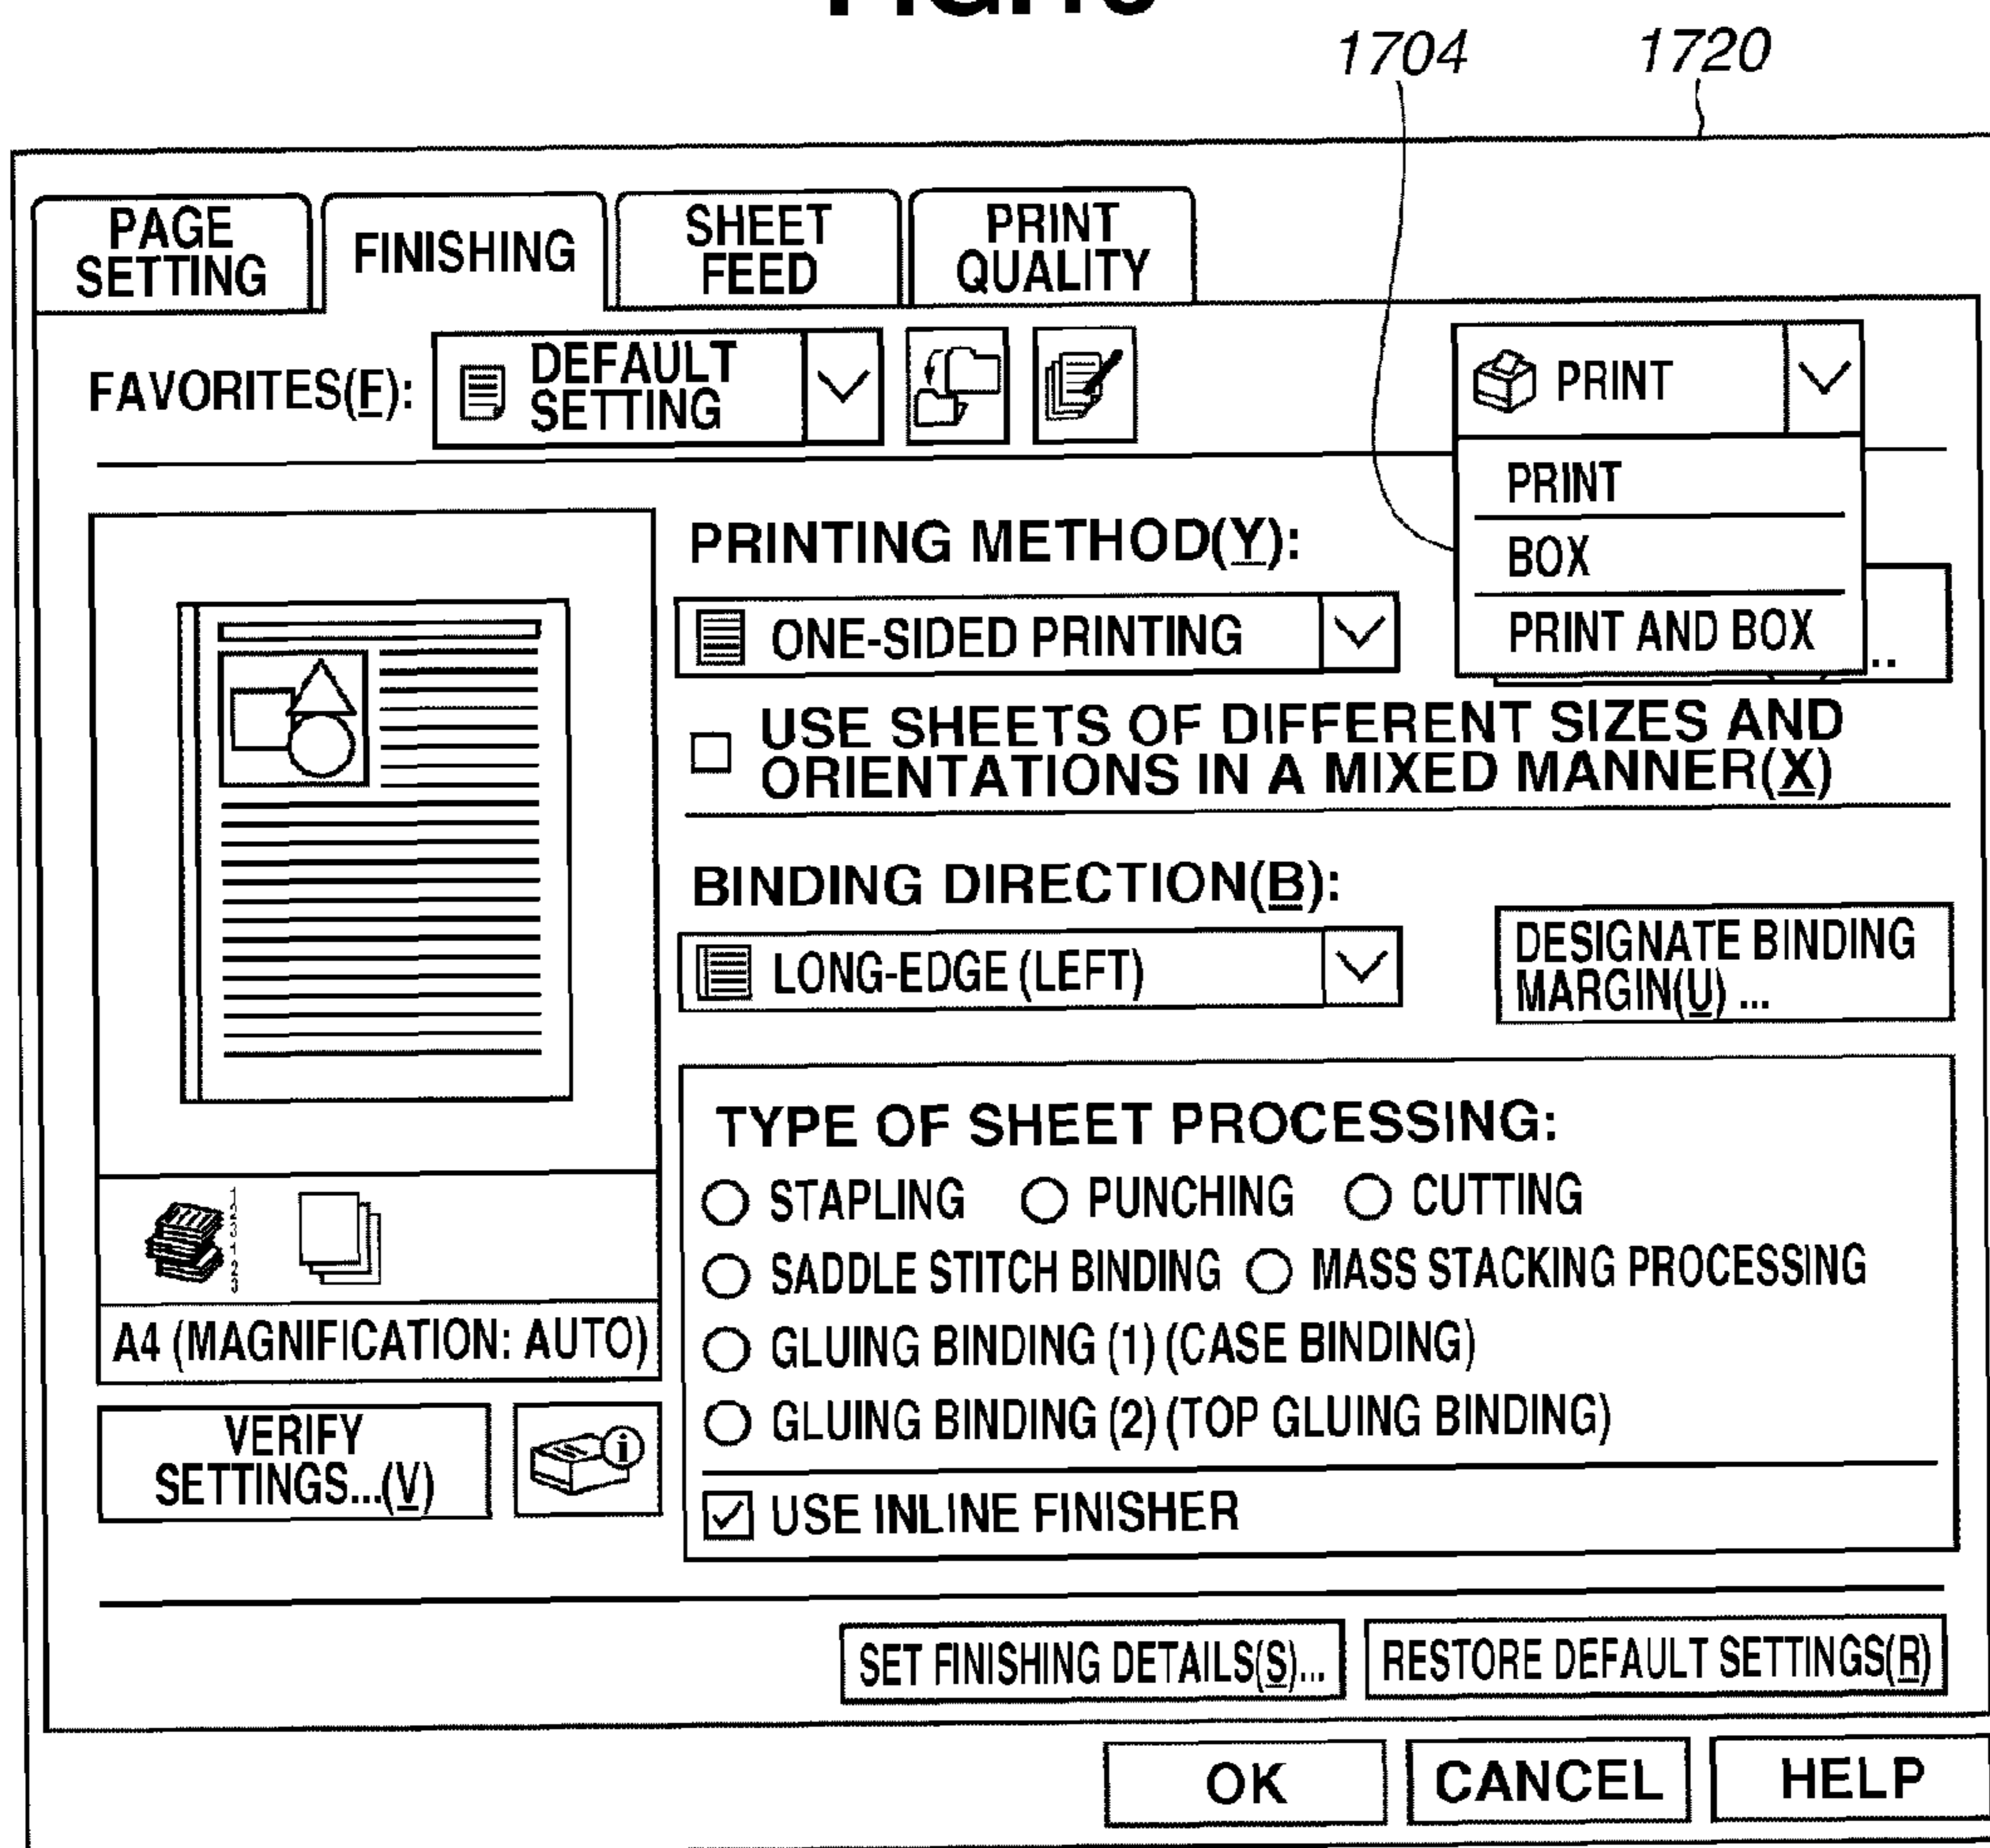 1704
1720
PAGE
SETTING
FINISHING
SHEET
FEED
PRINT
QUALITY
FAVORITES(F):
DEFAULT
SETTING
PRINT
PRINT
BOX
PRINT AND BOX
..
PRINTING METHOD(Y):
ONE-SIDED PRINTING
USE SHEETS OF DIFFERENT SIZES AND
ORIENTATIONS IN A MIXED MANNER(X)
BINDING DIRECTION(B):
LONG-EDGE (LEFT)
DESIGNATE BINDING
MARGIN(U) ...
TYPE OF SHEET PROCESSING:
STAPLING
PUNCHING
CUTTING
SADDLE STITCH BINDING
MASS STACKING PROCESSING
GLUING BINDING (1) (CASE BINDING)
GLUING BINDING (2) (TOP GLUING BINDING)
USE INLINE FINISHER
A4 (MAGNIFICATION: AUTO)
VERIFY
SETTINGS...(V)
SET FINISHING DETAILS(S)...
RESTORE DEFAULT SETTINGS(R)
OK
CANCEL
HELP